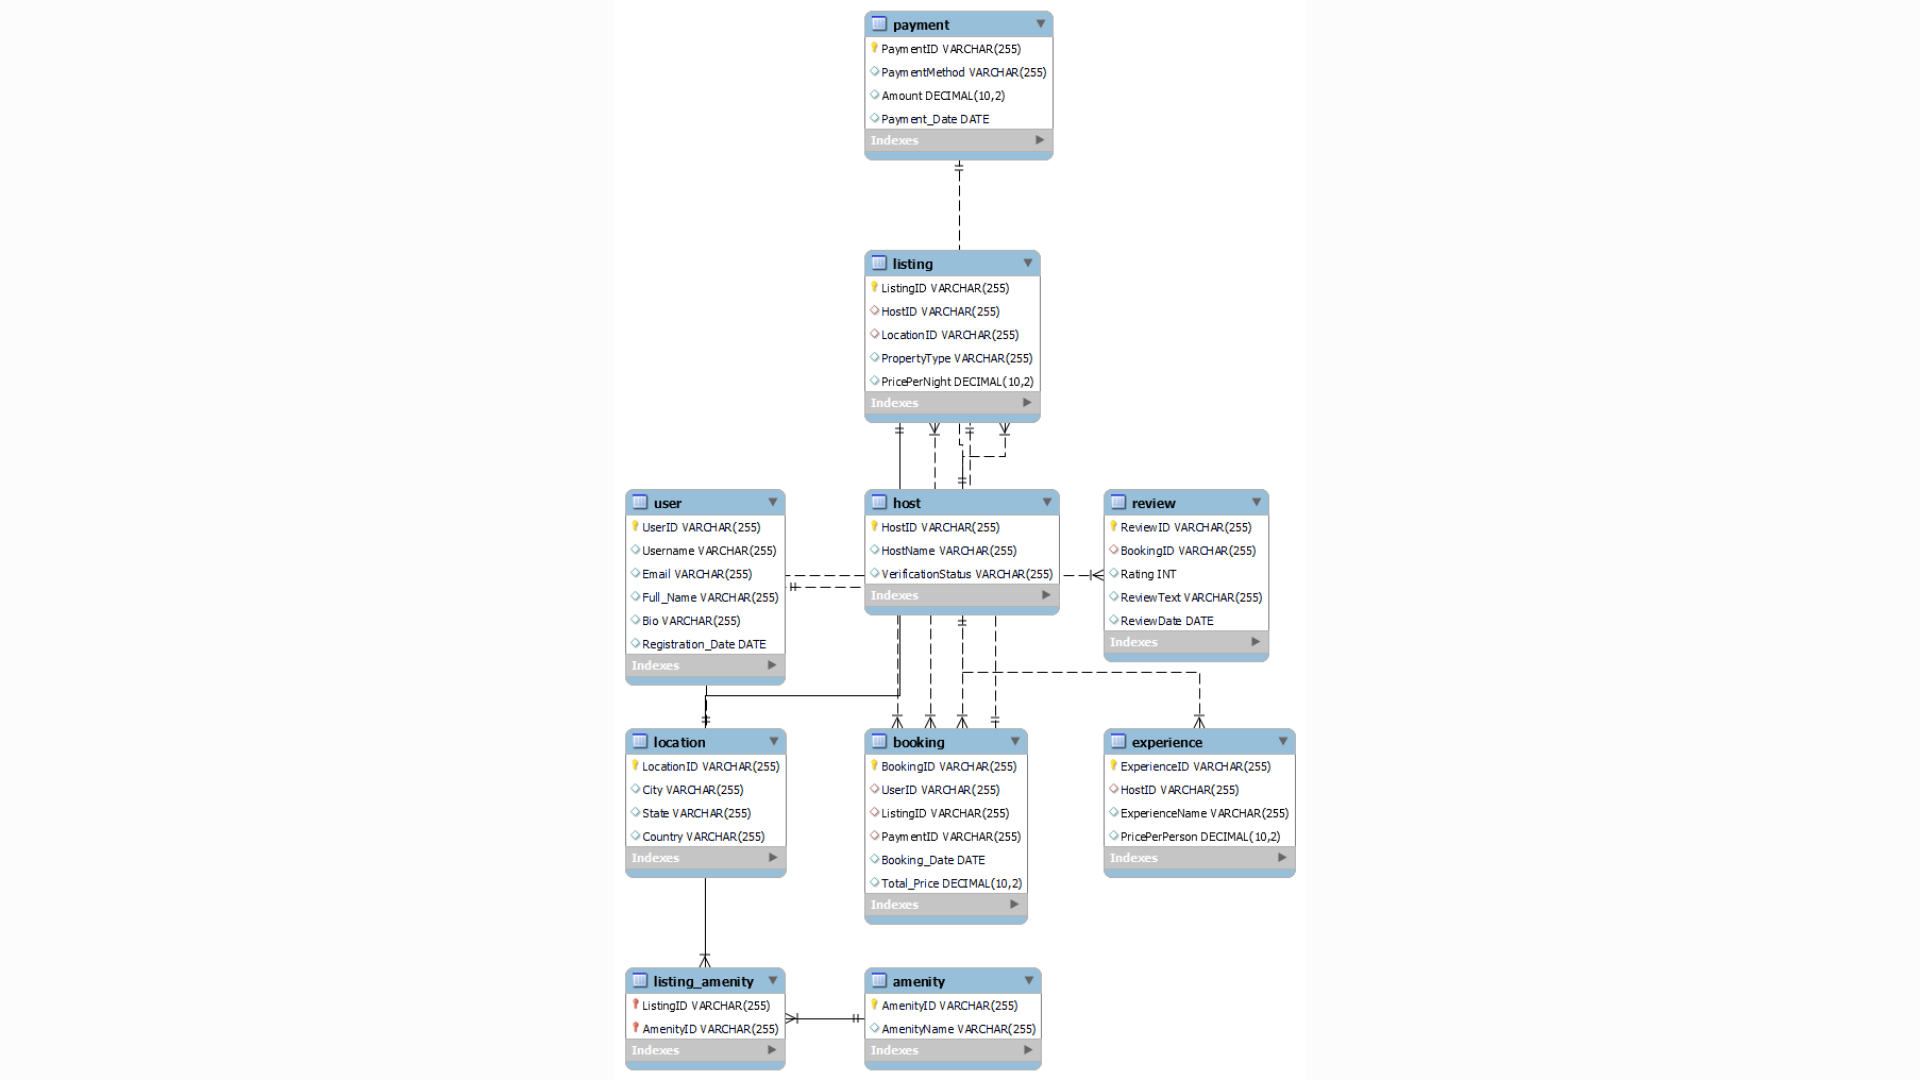 payment
PaymentID VARCHAR(255)
PaymentMethod VARCHAR(255)
Amount DECIMAL(10,2)
Payment_Date DATE
Indexes
listing
ListingID VARCHAR(255)
HostID VARCHAR(255)
LocationID VARCHAR(255)
PropertyType VARCHAR(255)
PricePerNight DECIMAL(10,2)
Indexes
user
UserID VARCHAR(255)
Username VARCHAR(255)
Email VARCHAR(255)
Full_Name VARCHAR(255)
Bio VARCHAR(255)
Registration_Date DATE
Indexes
host
HostID VARCHAR(255)
HostName VARCHAR(255)
VerificationStatus VARCHAR(255)
Indexes
review
ReviewID VARCHAR(255)
BookingID VARCHAR(255)
Rating INT
ReviewText VARCHAR(255)
ReviewDate DATE
Indexes
location
LocationID VARCHAR(255)
City VARCHAR(255)
State VARCHAR(255)
Country VARCHAR(255)
Indexes
booking
BookingID VARCHAR(255)
UserID VARCHAR(255)
ListingID VARCHAR(255)
PaymentID VARCHAR(255)
Booking_Date DATE
Total_Price DECIMAL(10,2)
Indexes
experience
ExperienceID VARCHAR(255)
HostID VARCHAR(255)
ExperienceName VARCHAR(255)
PricePerPerson DECIMAL(10,2)
Indexes
listing_amenity
ListingID VARCHAR(255)
AmenityID VARCHAR(255)
Indexes
amenity
AmenityID VARCHAR(255)
AmenityName VARCHAR(255)
Indexes